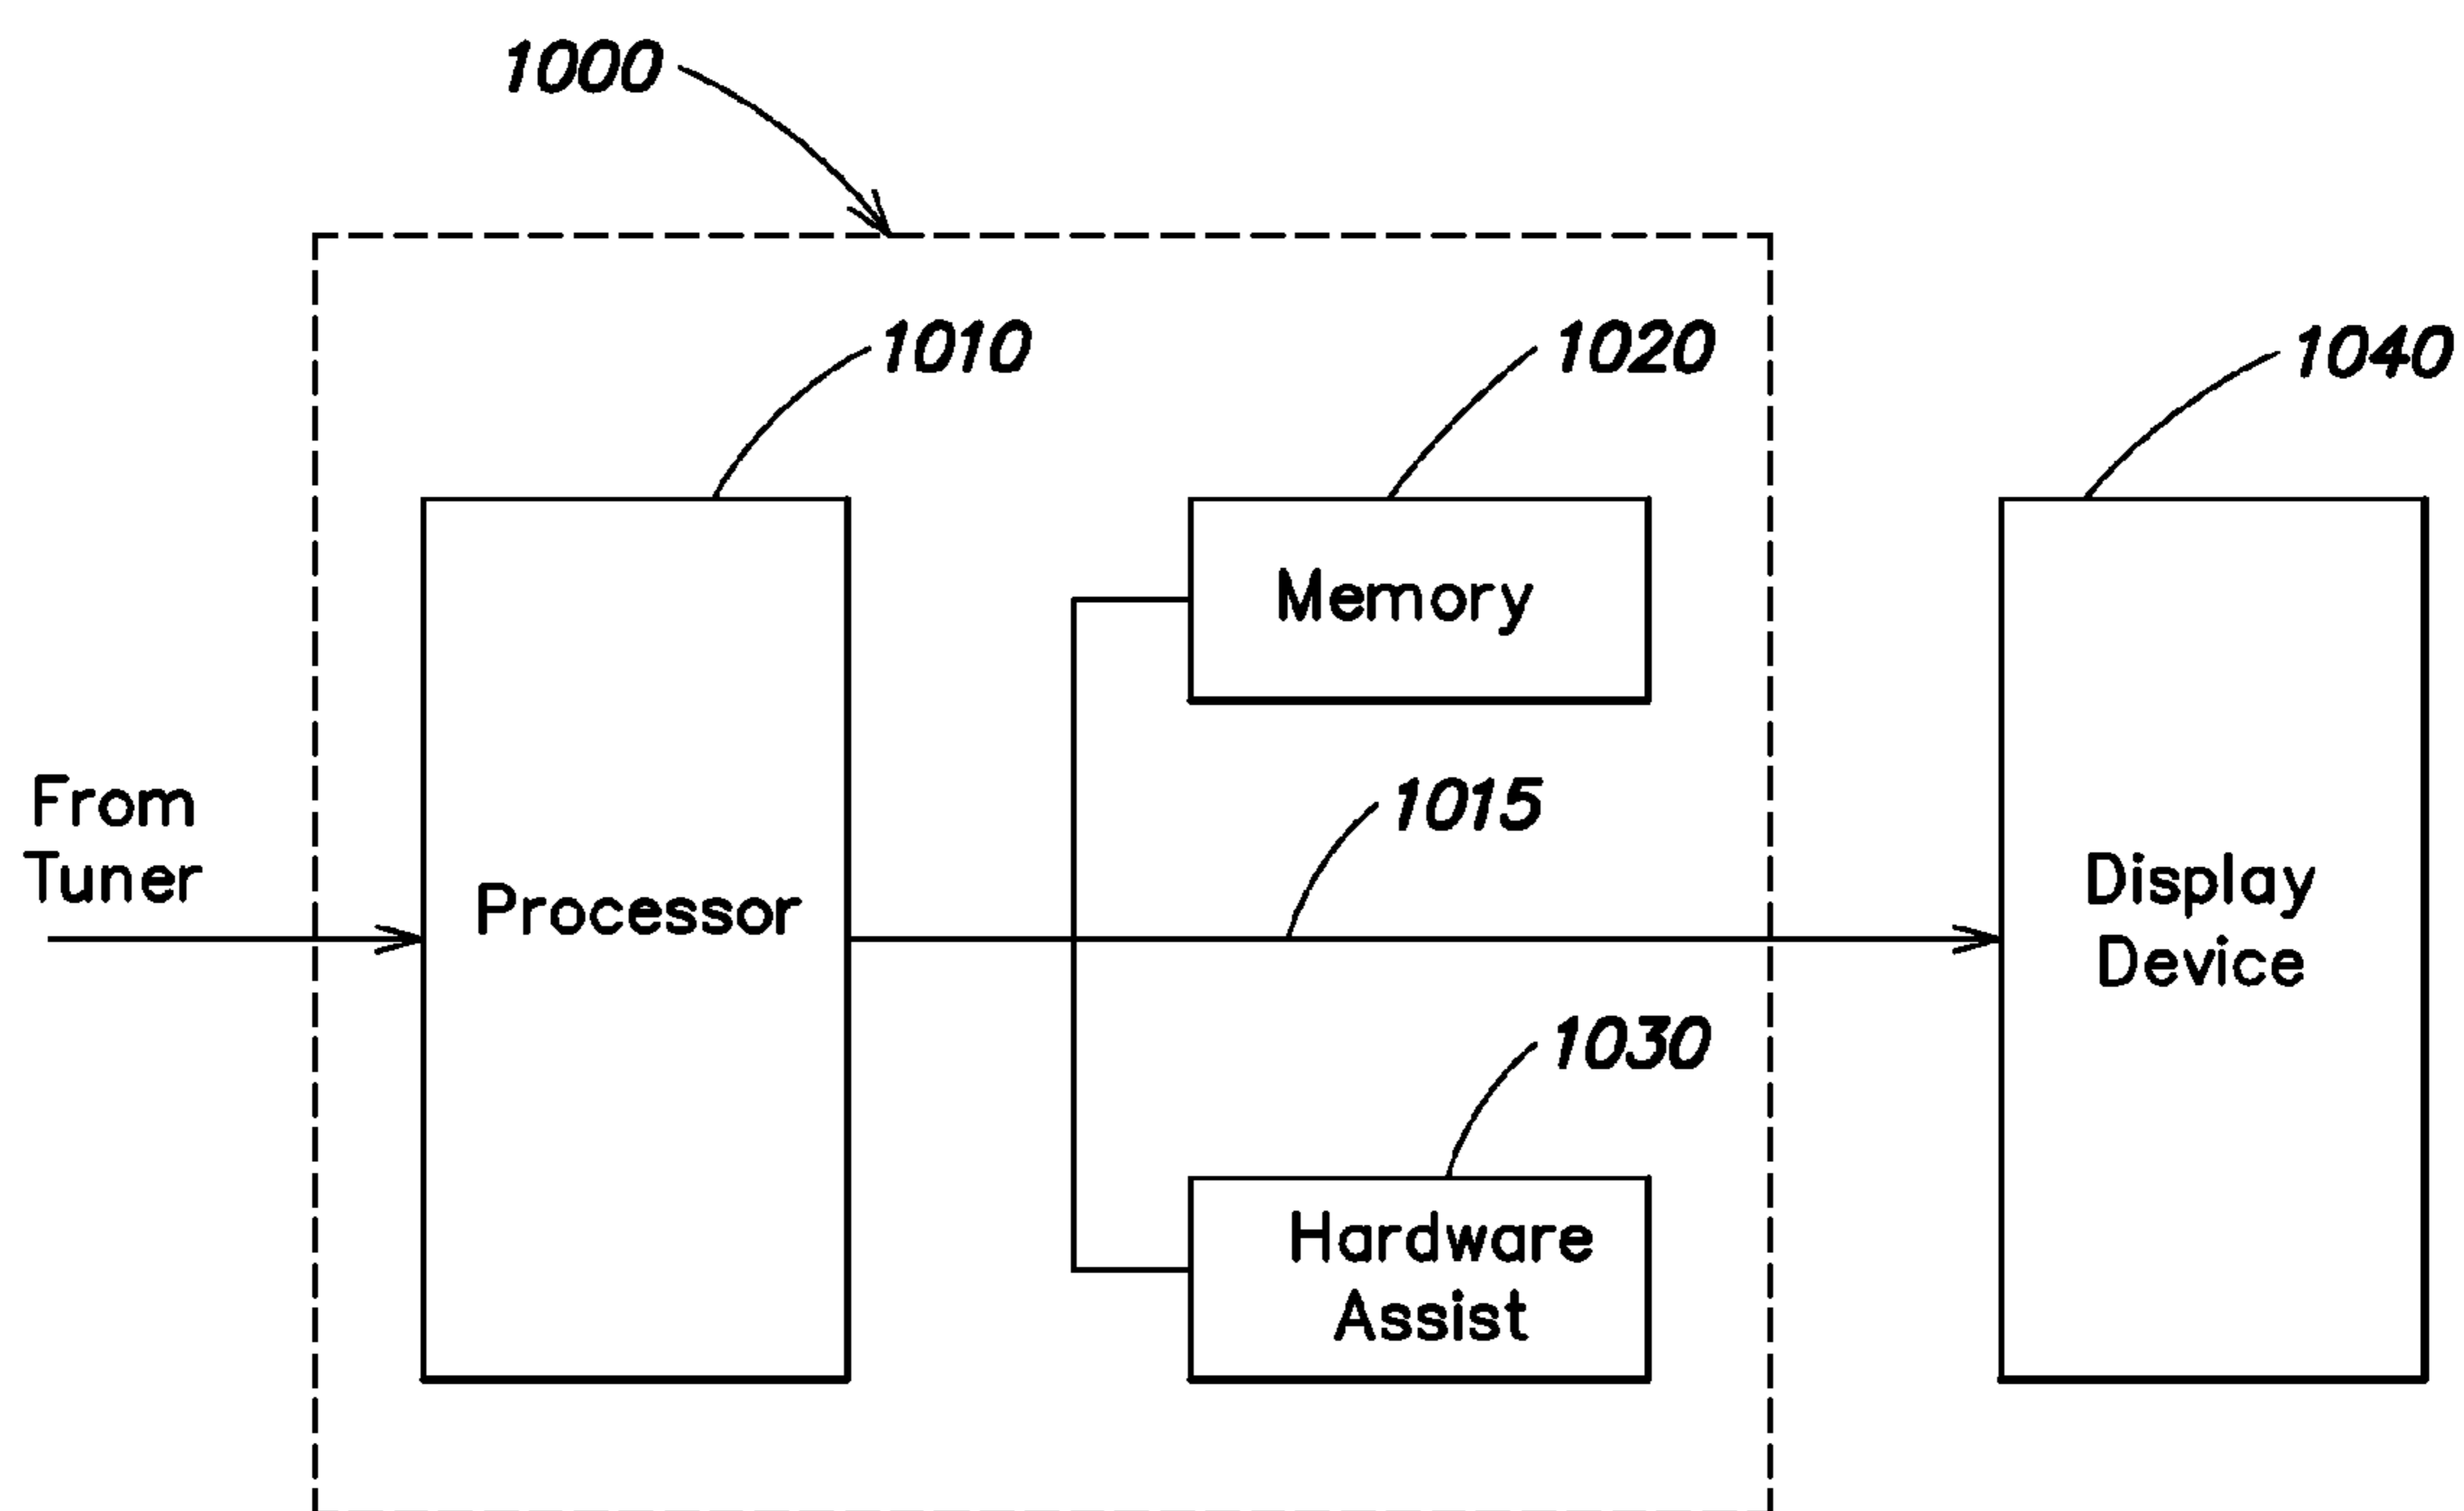 1000
1010
1020
1040
Memory
From
Tuner
1015
Processor
Display
Device
1030
Hardware
Assist